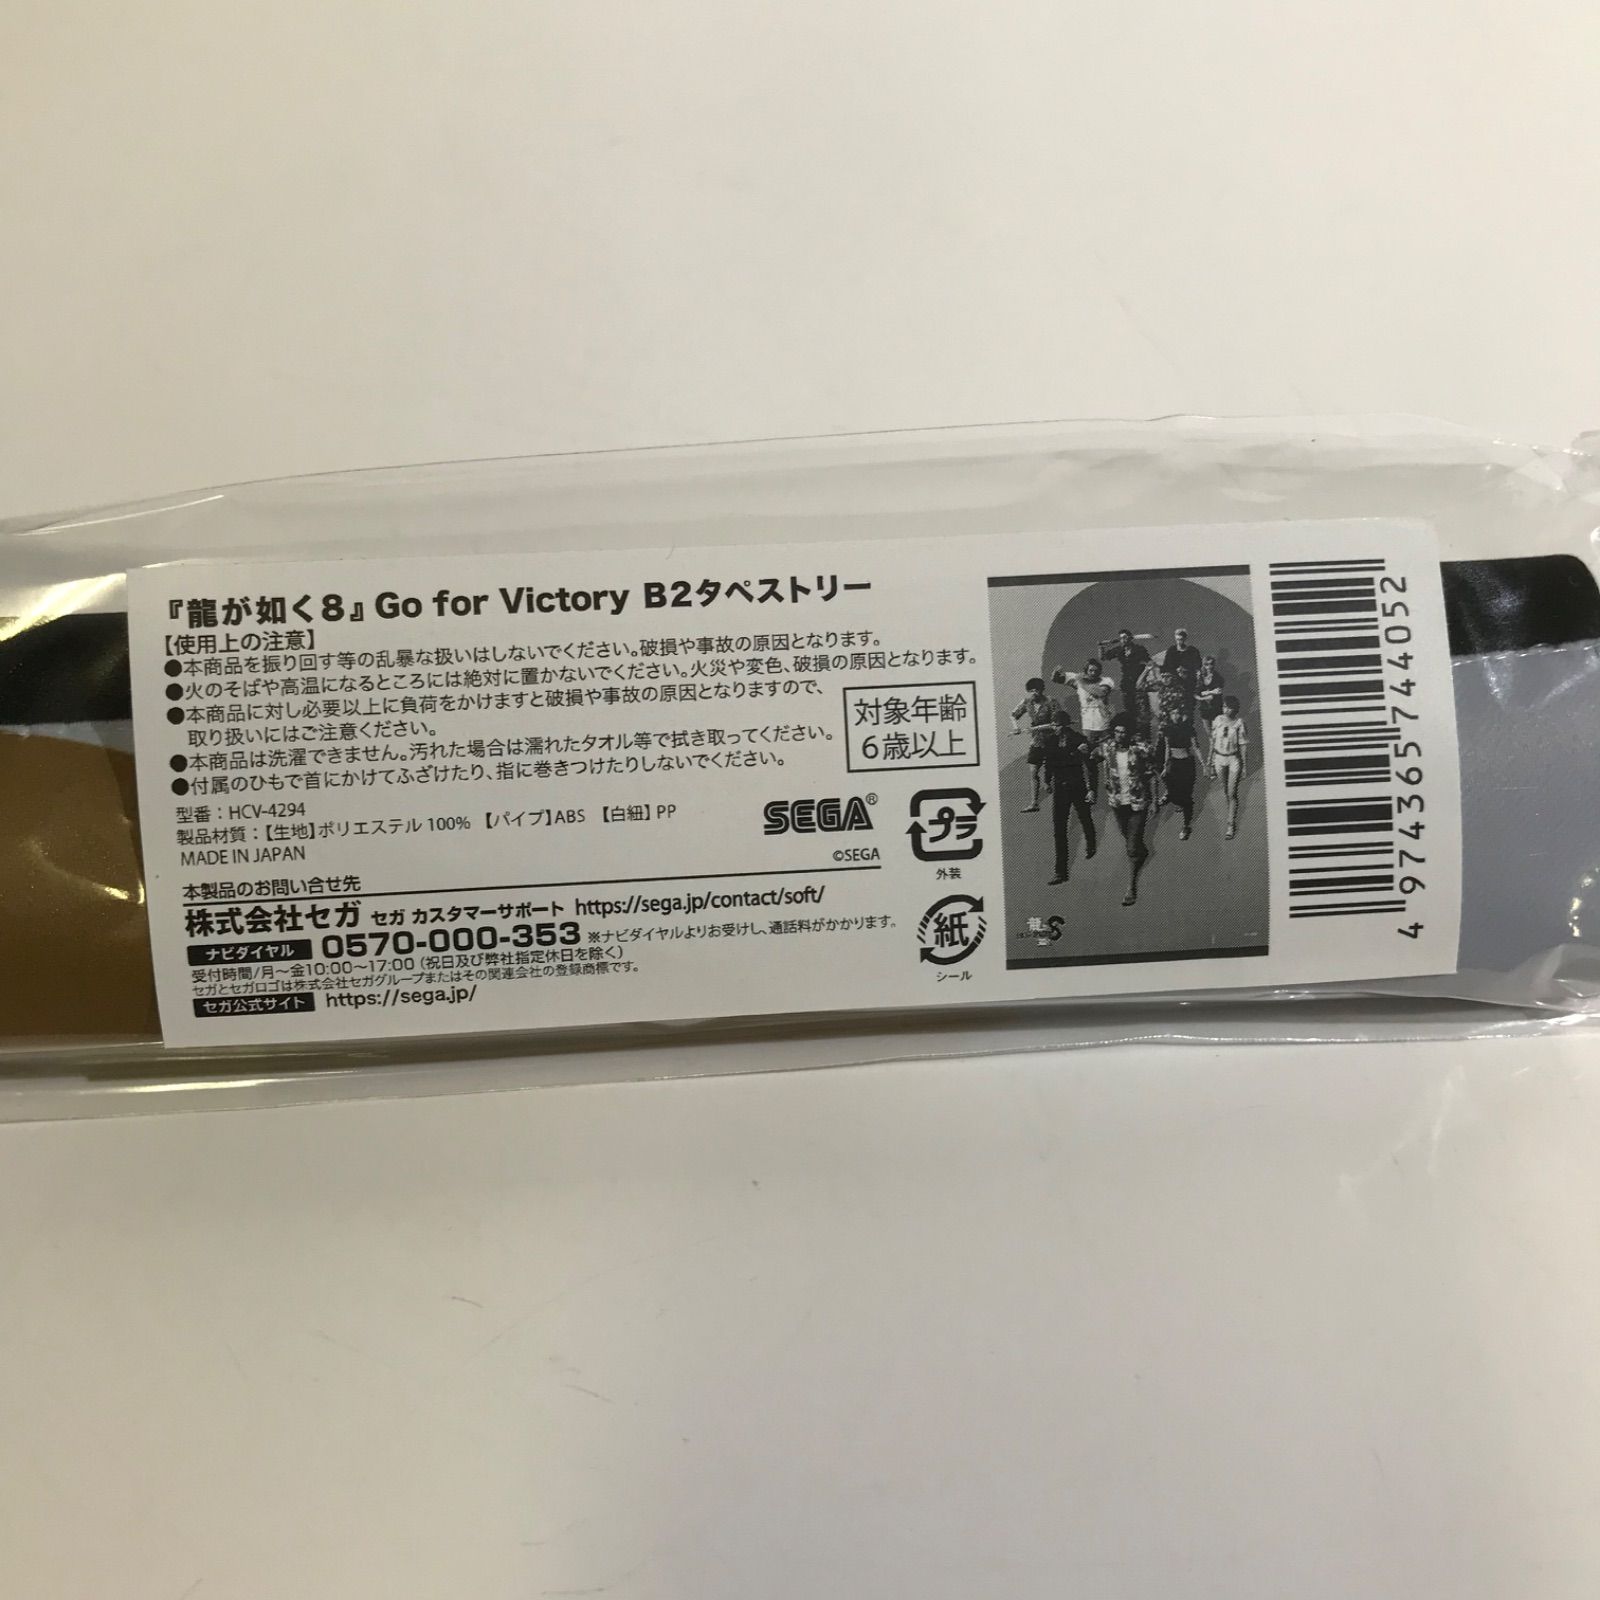 『龍が如く8』Go for Victory B2タペストリー
【使用上の注意】
●本商品を振り回す等の乱暴な扱いはしないでください。破損や事故の原因となります。
●火のそばや高温になるところには絶対に置かないでください。火災や変色、破損の原因となります。
●本商品に対し必要以上に負荷をかけますと破損や事故の原因となりますので、
取り扱いにはご注意ください。
●本商品は洗濯できません。汚れた場合は濡れたタオル等で拭き取ってください。
●付属のひもで首にかけてふざけたり、指に巻きつけたりしないでください。
対象年齢
6歳以上
型番：HCV-4294
製品材質：【生地】ポリエステル 100% 【パイプ】ABS 【白紐】PP
MADE IN JAPAN
SEGA®
©SEGA
本製品のお問い合せ先
株式会社セガ セガ カスタマーサポート https://sega.jp/contact/soft/
ナビダイヤル 0570-000-353 ※ナビダイヤルよりお受けし、通話料がかかります。
受付時間/月～金10:00～17:00（祝日及び弊社指定休日を除く）
セガとセガロゴは株式会社セガグループまたはその関連会社の登録商標です。
セガ公式サイト https://sega.jp/
プラ
外装
紙
シール
龍
8
4974365744052